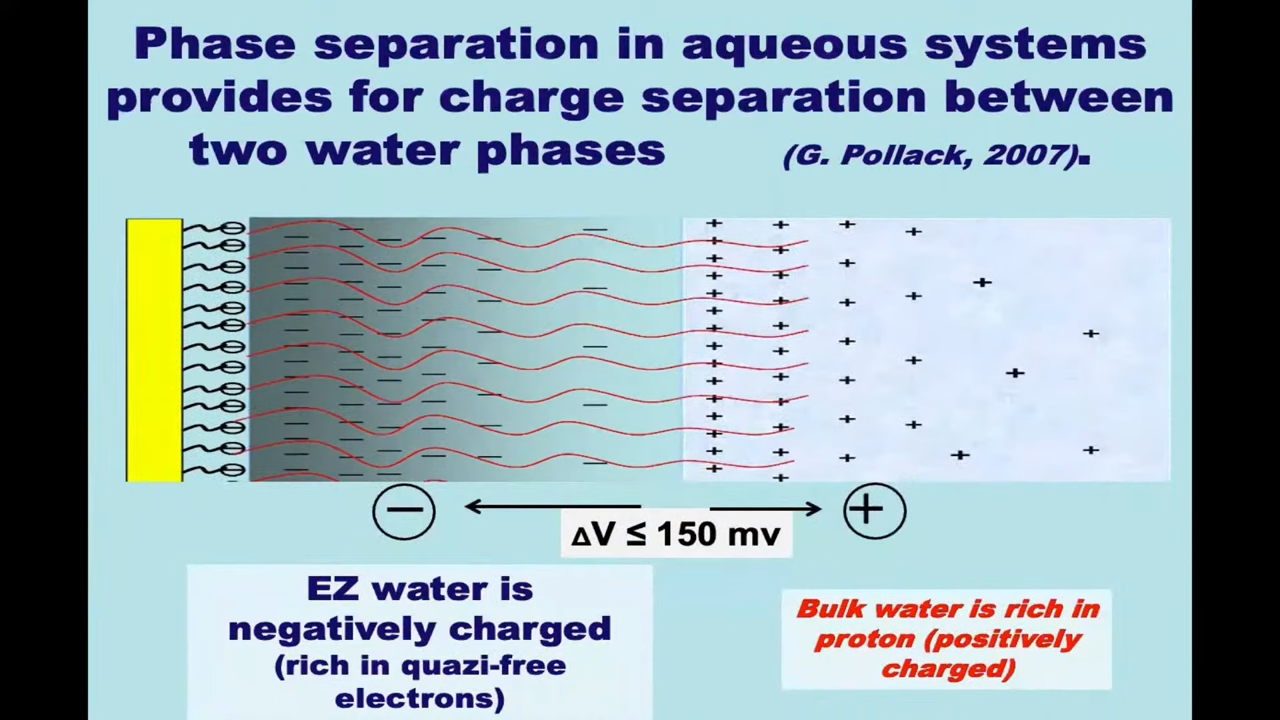 Phase separation in aqueous systems
provides for charge separation between
two water phases (G. Pollack, 2007).
− ΔV ≤ 150 mv +
EZ water is
negatively charged
(rich in quazi-free
electrons)
Bulk water is rich in
proton (positively
charged)